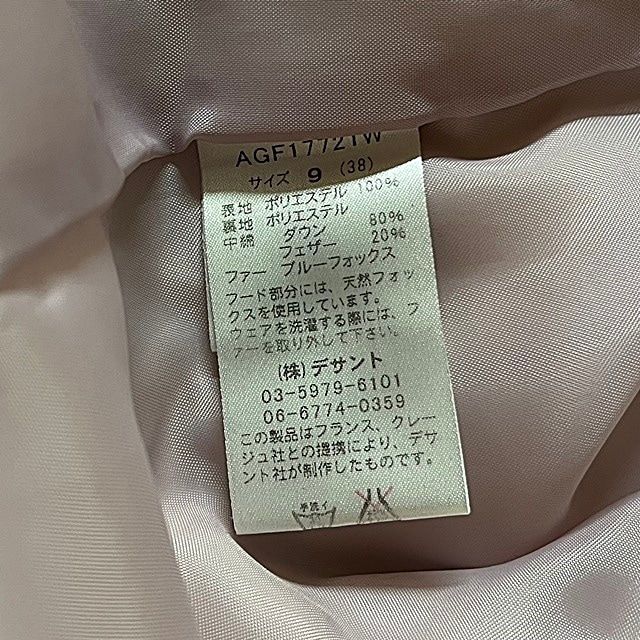 AGF1772TW
サイズ 9 (38)
表地 ポリエステル 100%
裏地 ポリエステル
中綿 ダウン 80%
フェザー 20%
ファー ブルーフォックス
フード部分には、天然フォッ
クスを使用しています。
ウェアを洗濯する際には、フ
ァーを取り外して下さい。
(株) デサント
03-5979-6101
06-6774-0359
この製品はフランス、クレー
ジュ社との提携により、デサ
ント社が制作したものです。
手洗イ